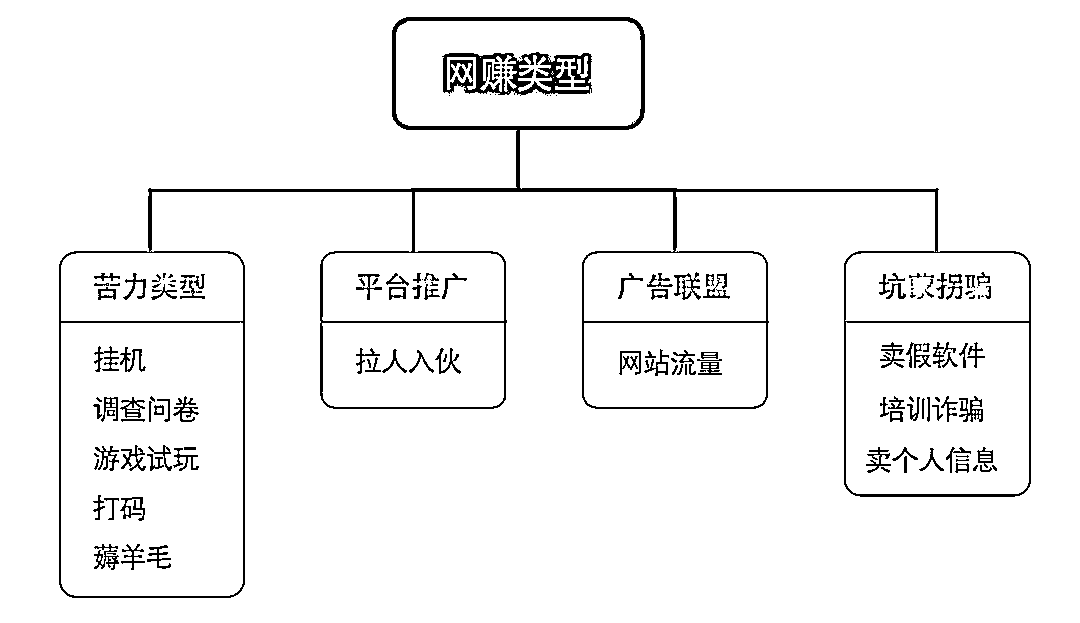 网赚类型
苦力类型
挂机
调查问卷
游戏试玩
打码
薅羊毛
平台推广
拉人入伙
广告联盟
网站流量
坑蒙拐骗
卖假软件
培训诈骗
卖个人信息